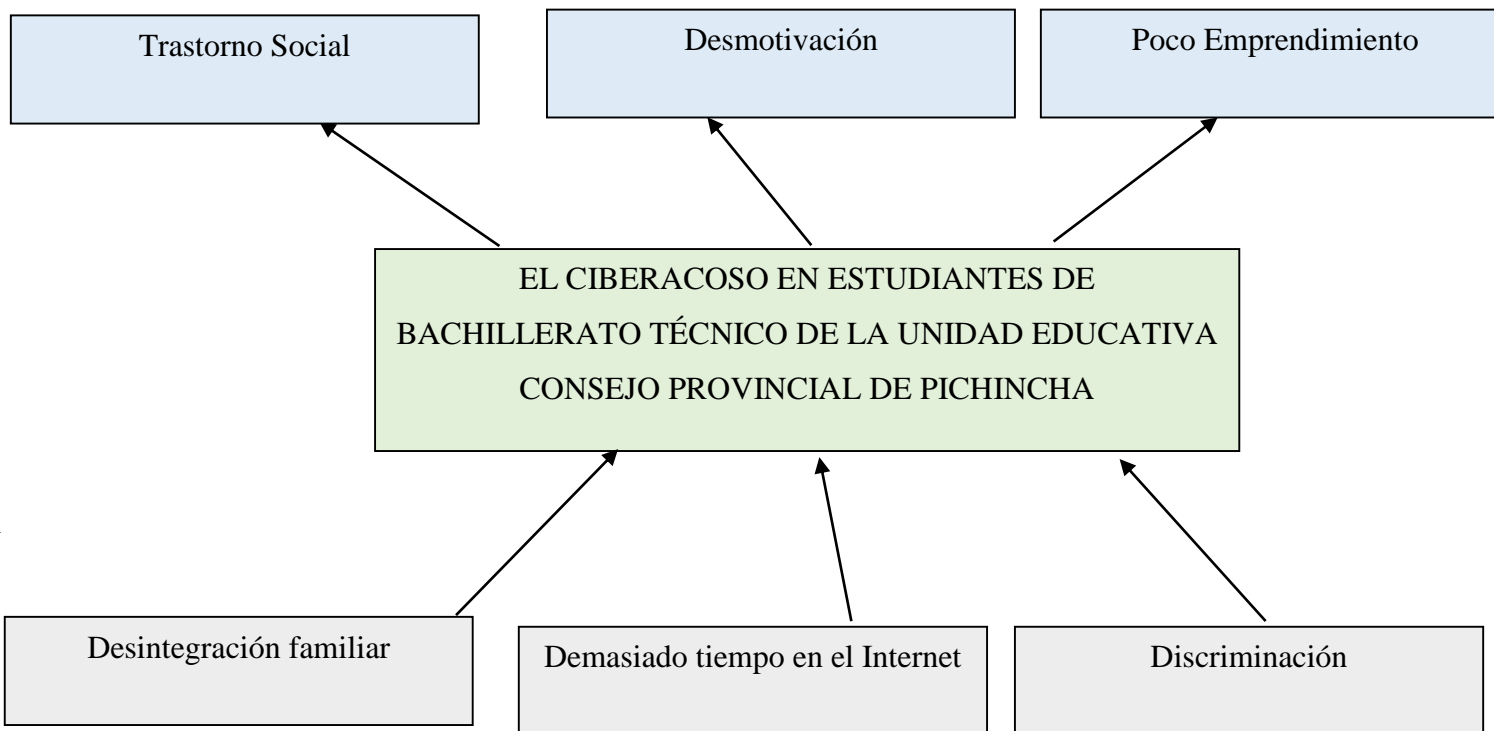 Trastorno Social
Desmotivación
Poco Emprendimiento
EL CIBERACOSO EN ESTUDIANTES DE
BACHILLERATO TÉCNICO DE LA UNIDAD EDUCATIVA
CONSEJO PROVINCIAL DE PICHINCHA
Desintegración familiar
Demasiado tiempo en el Internet
Discriminación